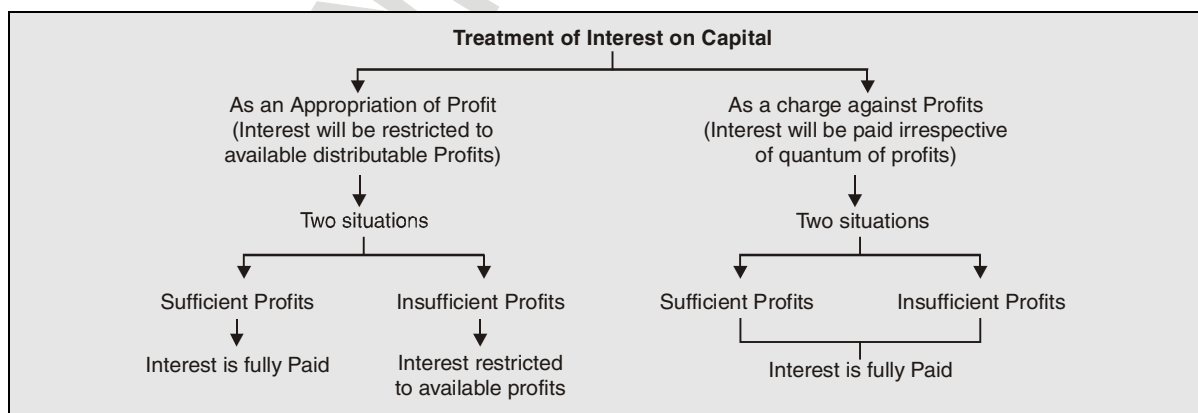 Treatment of Interest on Capital
As an Appropriation of Profit
(Interest will be restricted to
available distributable Profits)
As a charge against Profits
(Interest will be paid irrespective
of quantum of profits)
Two situations
Two situations
Sufficient Profits
Insufficient Profits
Sufficient Profits
Insufficient Profits
Interest is fully Paid
Interest restricted
to available profits
Interest is fully Paid